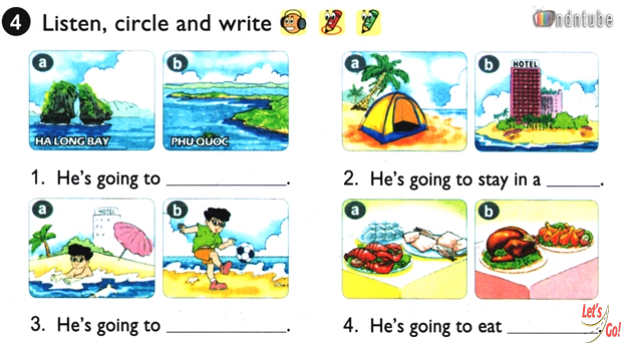 4 Listen, circle and write
ndntube
a b
HA LONG BAY PHU QUOC
1. He's going to ____________.
a b
HOTEL
2. He's going to stay in a ______.
a b
HOTEL
3. He's going to ____________.
a b
4. He's going to eat _________.
Let's Go!